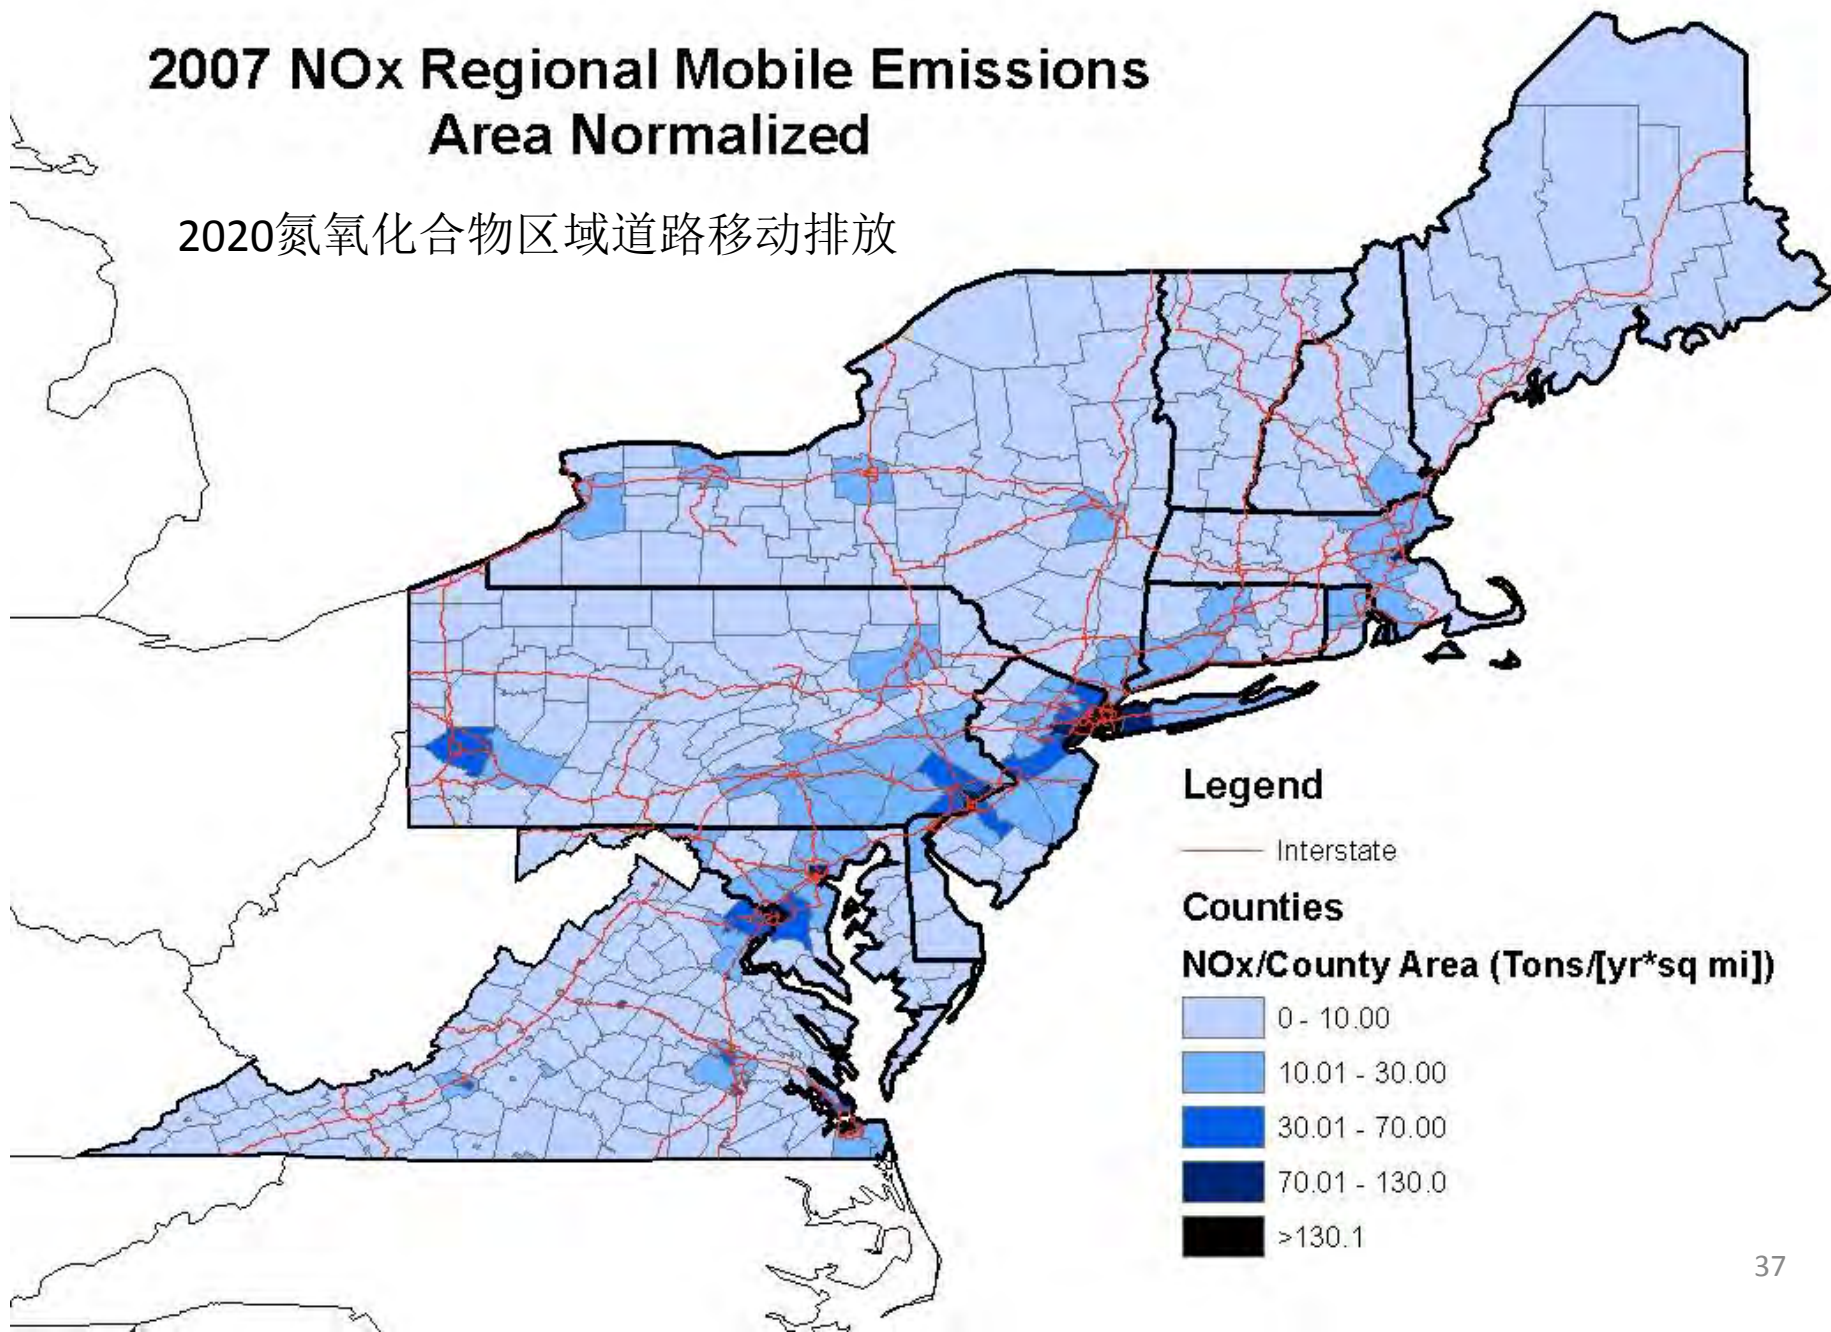 2007 NOx Regional Mobile Emissions
Area Normalized
2020氮氧化合物区域道路移动排放
Legend
Interstate
Counties
NOx/County Area (Tons/[yr*sq mi])
0 - 10.00
10.01 - 30.00
30.01 - 70.00
70.01 - 130.0
>130.1
37